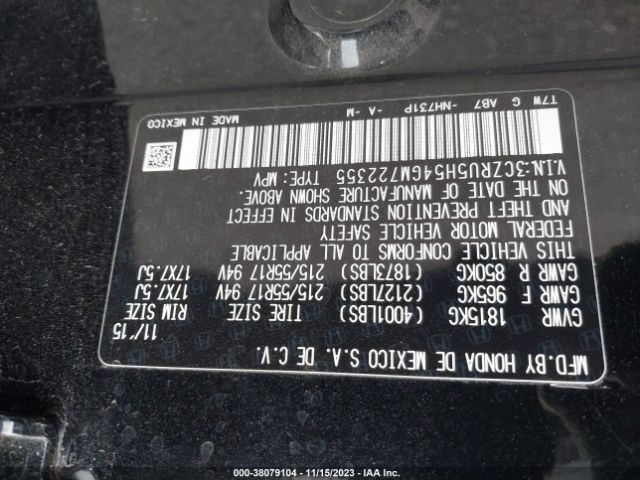 MFD.BY HONDA DE MEXICO S.A. DE C.V.
11/'15
GVWR 1815KG (4001LBS) TIRE SIZE RIM SIZE
GAWR F 965KG (2127LBS) 215/55R17 94V 17X7.5J
GAWR R 850KG (1873LBS) 215/55R17 94V 17X7.5J
THIS VEHICLE CONFORMS TO ALL APPLICABLE
FEDERAL MOTOR VEHICLE SAFETY
AND THEFT PREVENTION STANDARDS IN EFFECT
ON THE DATE OF MANUFACTURE SHOWN ABOVE.
V.I.N:3CZRU5H54GM722355 TYPE:MPV
T7W G AB7 -NH731P -A-M MADE IN MEXICO
000-38079104 - 11/15/2023 - IAA Inc.